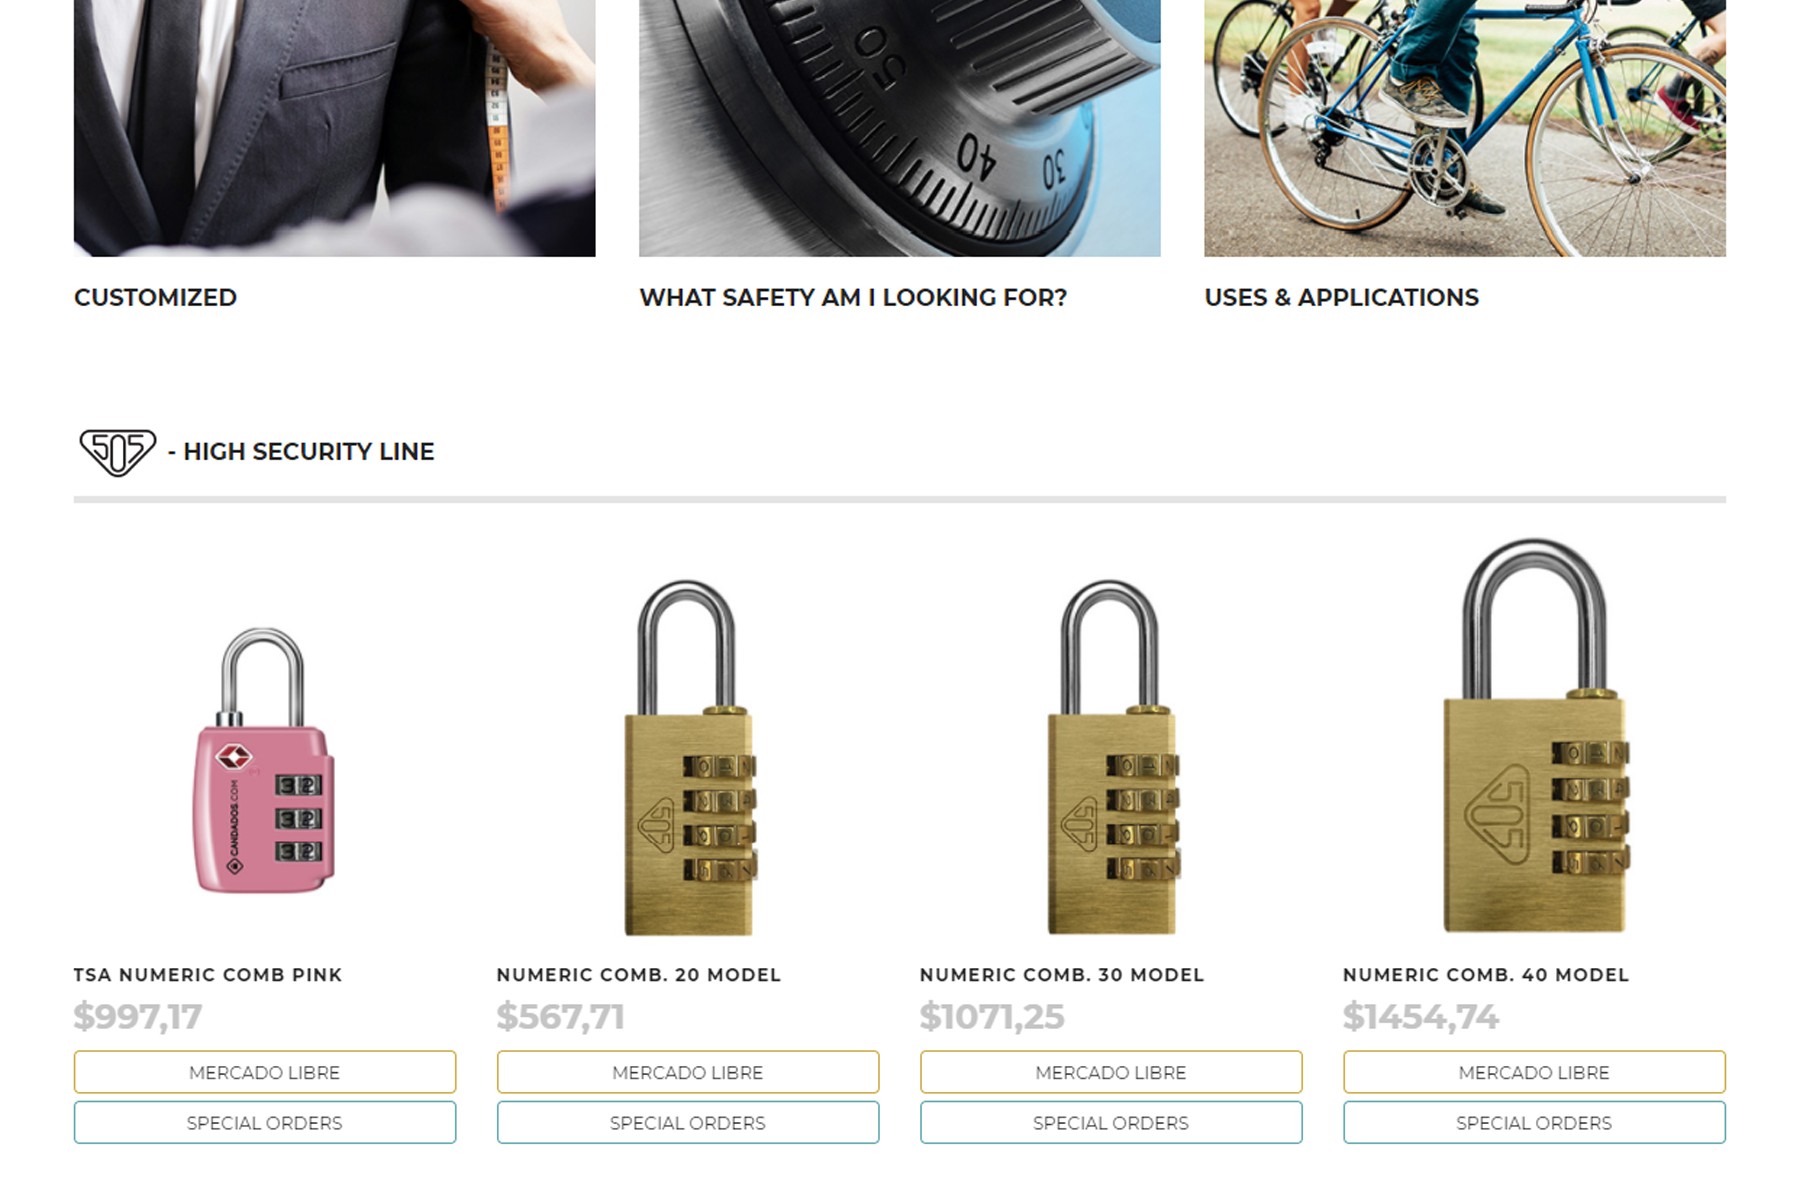 50
40
30
CUSTOMIZED
WHAT SAFETY AM I LOOKING FOR?
USES & APPLICATIONS
505 - HIGH SECURITY LINE
CANDADOS.COM
505
505
505
TSA NUMERIC COMB PINK
NUMERIC COMB. 20 MODEL
NUMERIC COMB. 30 MODEL
NUMERIC COMB. 40 MODEL
$997,17
$567,71
$1071,25
$1454,74
MERCADO LIBRE
MERCADO LIBRE
MERCADO LIBRE
MERCADO LIBRE
SPECIAL ORDERS
SPECIAL ORDERS
SPECIAL ORDERS
SPECIAL ORDERS